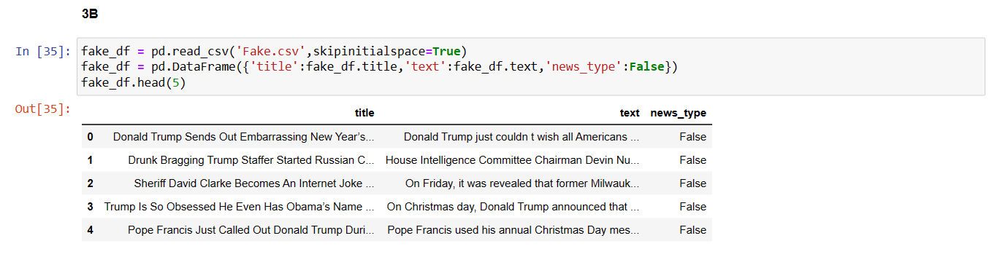 3B
In [35]: fake_df = pd.read_csv('Fake.csv',skipinitialspace=True)
fake_df = pd.DataFrame({'title':fake_df.title,'text':fake_df.text,'news_type':False})
fake_df.head(5)
Out[35]:
title text news_type
0 Donald Trump Sends Out Embarrassing New Year’s... Donald Trump just couldn t wish all Americans ... False
1 Drunk Bragging Trump Staffer Started Russian C... House Intelligence Committee Chairman Devin Nu... False
2 Sheriff David Clarke Becomes An Internet Joke ... On Friday, it was revealed that former Milwauk... False
3 Trump Is So Obsessed He Even Has Obama’s Name ... On Christmas day, Donald Trump announced that ... False
4 Pope Francis Just Called Out Donald Trump Duri... Pope Francis used his annual Christmas Day mes... False